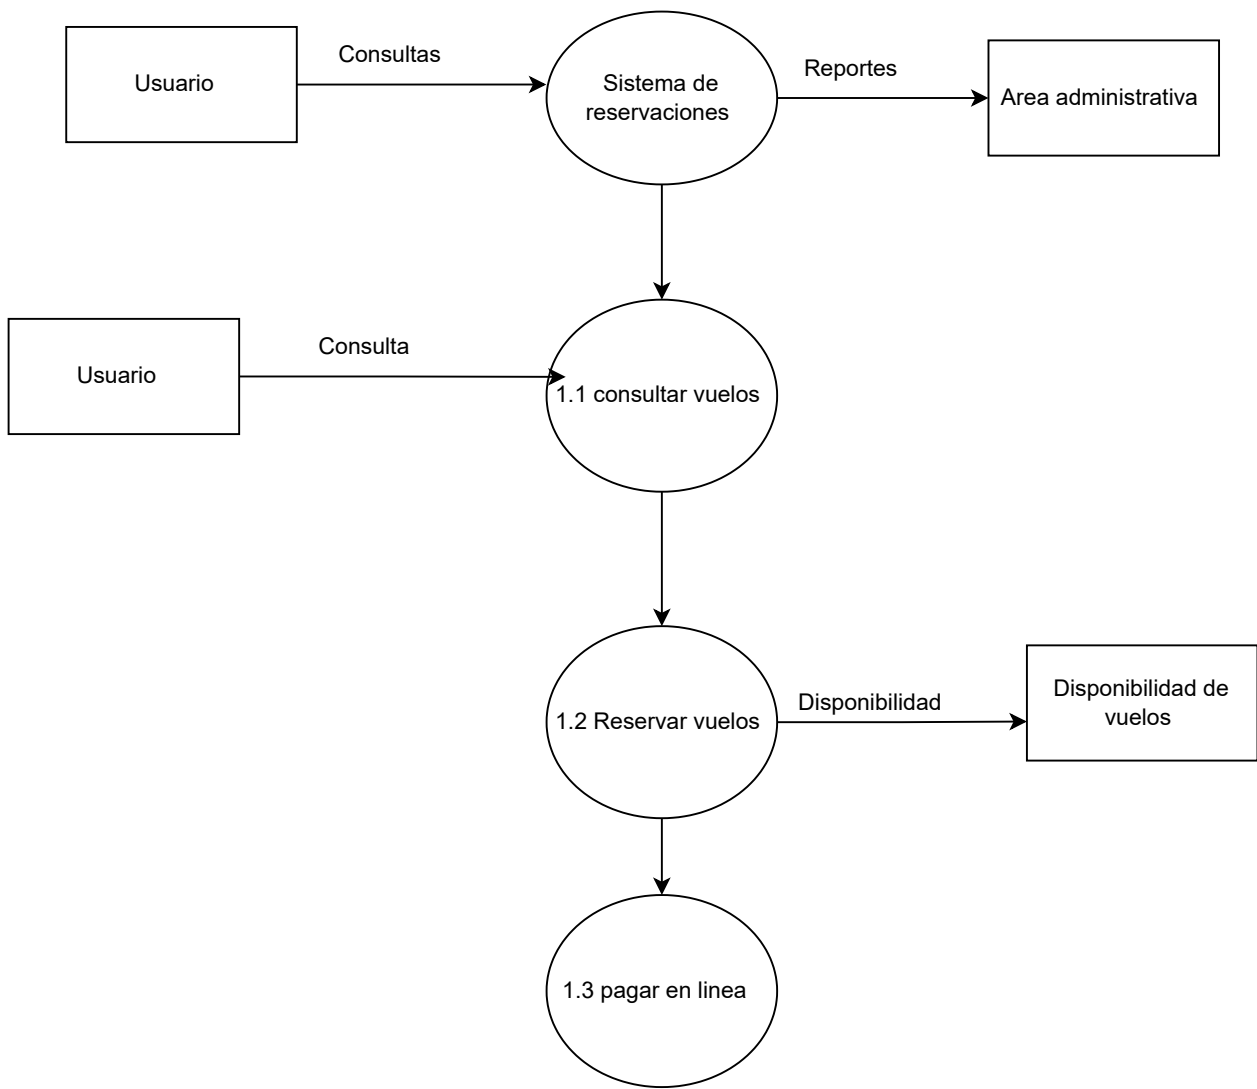 Usuario
Consultas
Sistema de
reservaciones
Reportes
Area administrativa
Usuario
Consulta
1.1 consultar vuelos
1.2 Reservar vuelos
Disponibilidad
Disponibilidad de
vuelos
1.3 pagar en linea